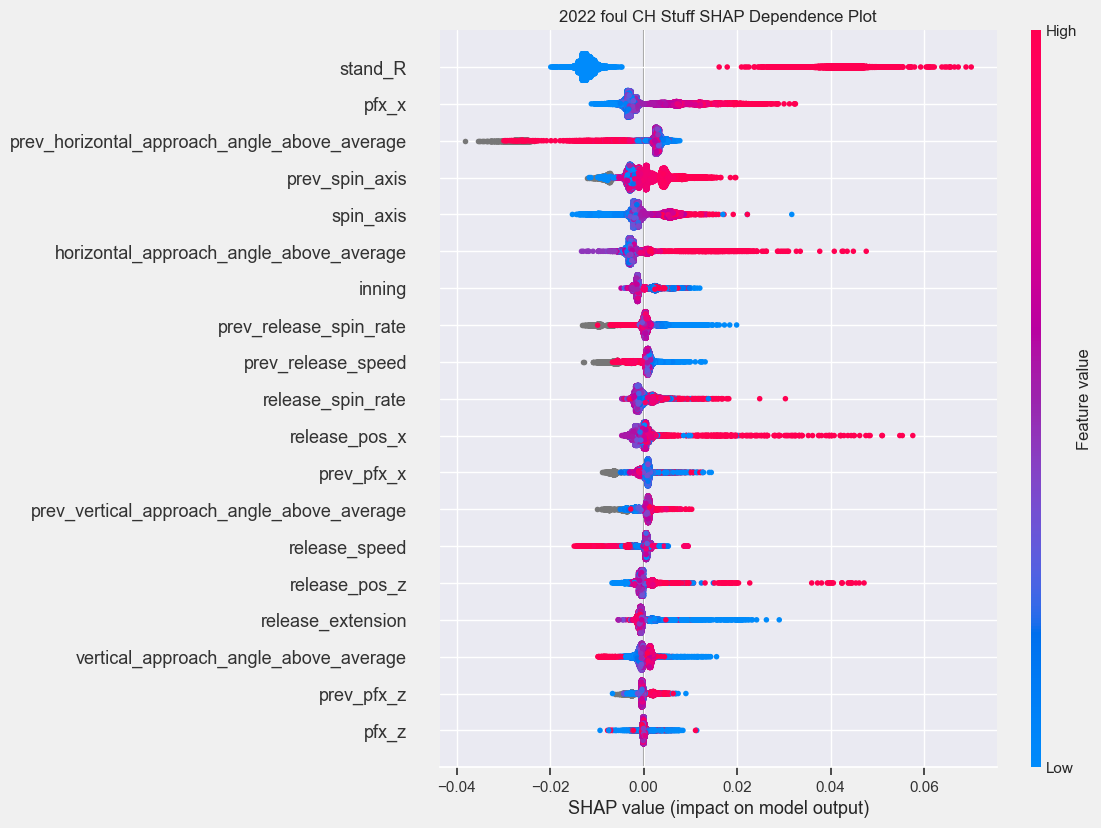 2022 foul CH Stuff SHAP Dependence Plot
High
stand_R
pfx_x
prev_horizontal_approach_angle_above_average
prev_spin_axis
spin_axis
horizontal_approach_angle_above_average
inning
prev_release_spin_rate
prev_release_speed
release_spin_rate
release_pos_x
prev_pfx_x
prev_vertical_approach_angle_above_average
release_speed
release_pos_z
release_extension
vertical_approach_angle_above_average
prev_pfx_z
pfx_z
Feature value
Low
−0.04 −0.02 0.00 0.02 0.04 0.06
SHAP value (impact on model output)